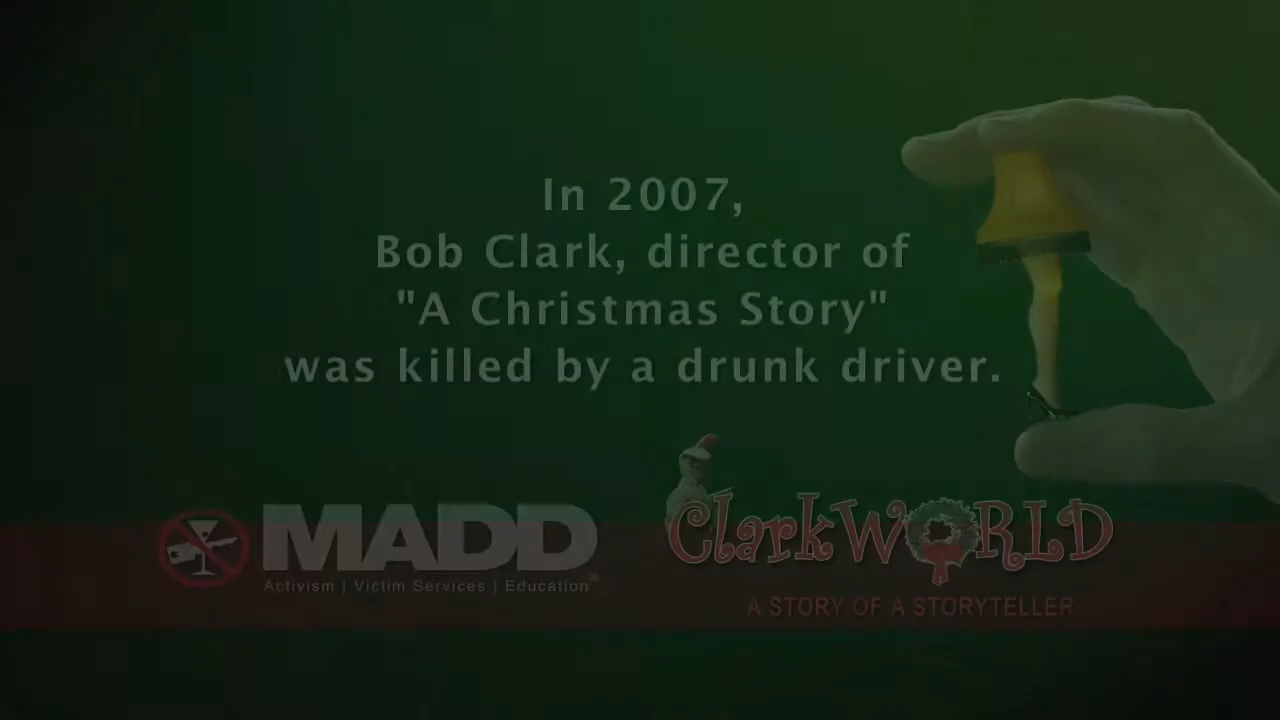 In 2007,
Bob Clark, director of
"A Christmas Story"
was killed by a drunk driver.
MADD
Activism | Victim Services | Education®
ClarkWORLD
A STORY OF A STORYTELLER